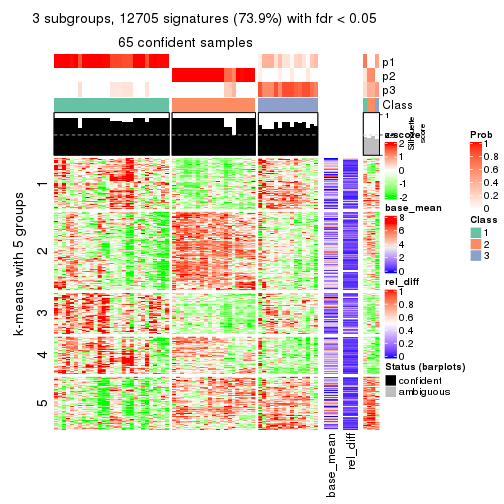 3 subgroups, 12705 signatures (73.9%) with fdr < 0.05
65 confident samples
p1
p2
p3
Class
1
0
Silhouette
score
z-score
2
1
0
-1
-2
Prob
1
0.8
0.6
0.4
0.2
0
base_mean
8
6
4
2
0
Class
1
2
3
rel_diff
1
0.8
0.6
0.4
0.2
0
Status (barplots)
confident
ambiguous
k-means with 5 groups
1
2
3
4
5
base_mean
rel_diff